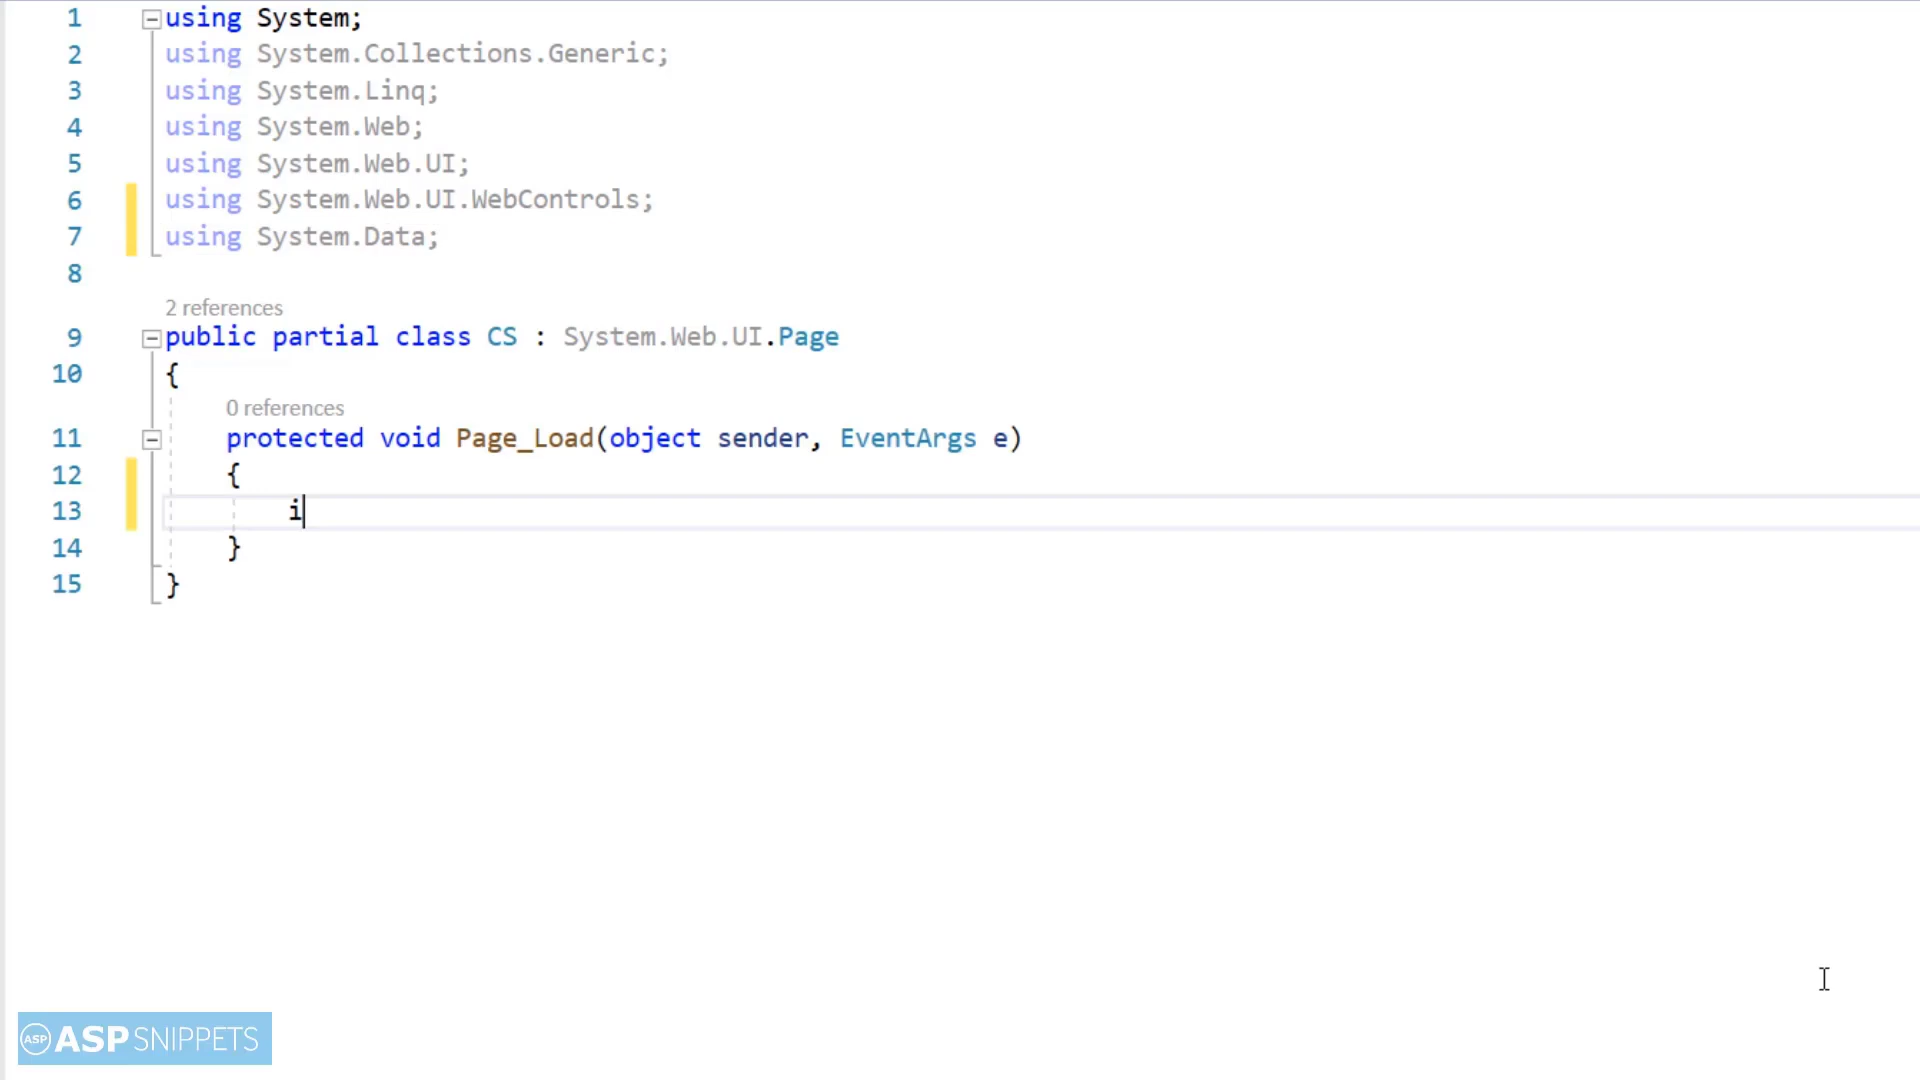 1 using System;
2 using System.Collections.Generic;
3 using System.Linq;
4 using System.Web;
5 using System.Web.UI;
6 using System.Web.UI.WebControls;
7 using System.Data;
8
2 references
9 public partial class CS : System.Web.UI.Page
10 {
0 references
11 protected void Page_Load(object sender, EventArgs e)
12 {
13 i
14 }
15 }
ASP ASPSNIPPETS